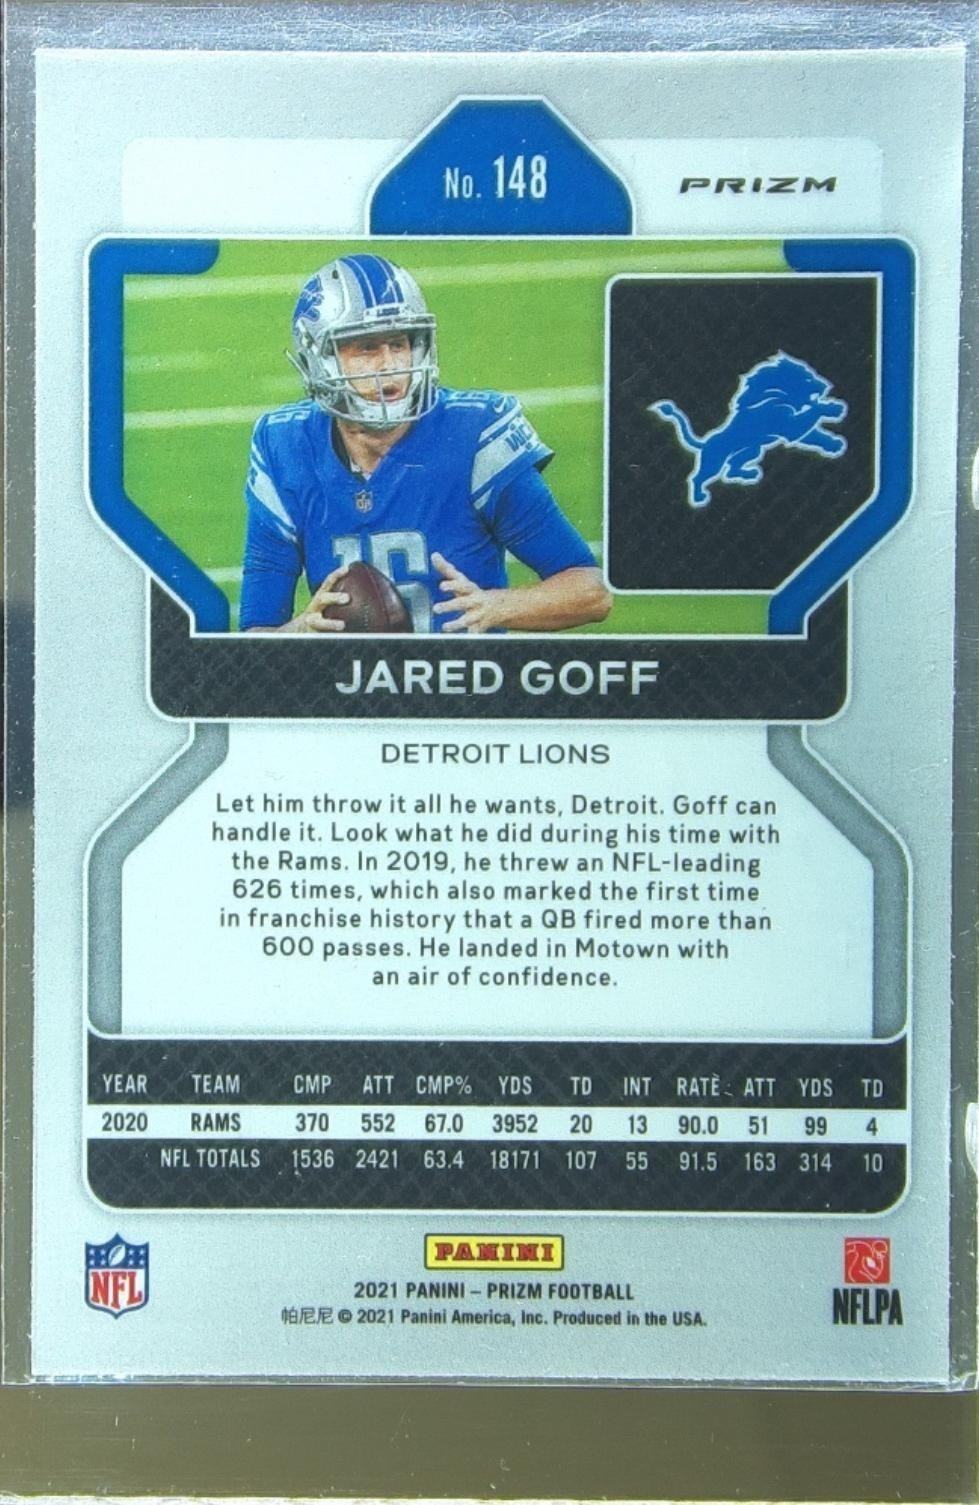 No. 148
PRIZM
LIONS
16
16
WCF
16
JARED GOFF
DETROIT LIONS
Let him throw it all he wants, Detroit. Goff can
handle it. Look what he did during his time with
the Rams. In 2019, he threw an NFL-leading
626 times, which also marked the first time
in franchise history that a QB fired more than
600 passes. He landed in Motown with
an air of confidence.
YEAR TEAM CMP ATT CMP% YDS TD INT RATE ATT YDS TD
2020 RAMS 370 552 67.0 3952 20 13 90.0 51 99 4
NFL TOTALS 1536 2421 63.4 18171 107 55 91.5 163 314 10
NFL
PANINI
NFLPA
2021 PANINI – PRIZM FOOTBALL
帕尼尼 © 2021 Panini America, Inc. Produced in the USA.